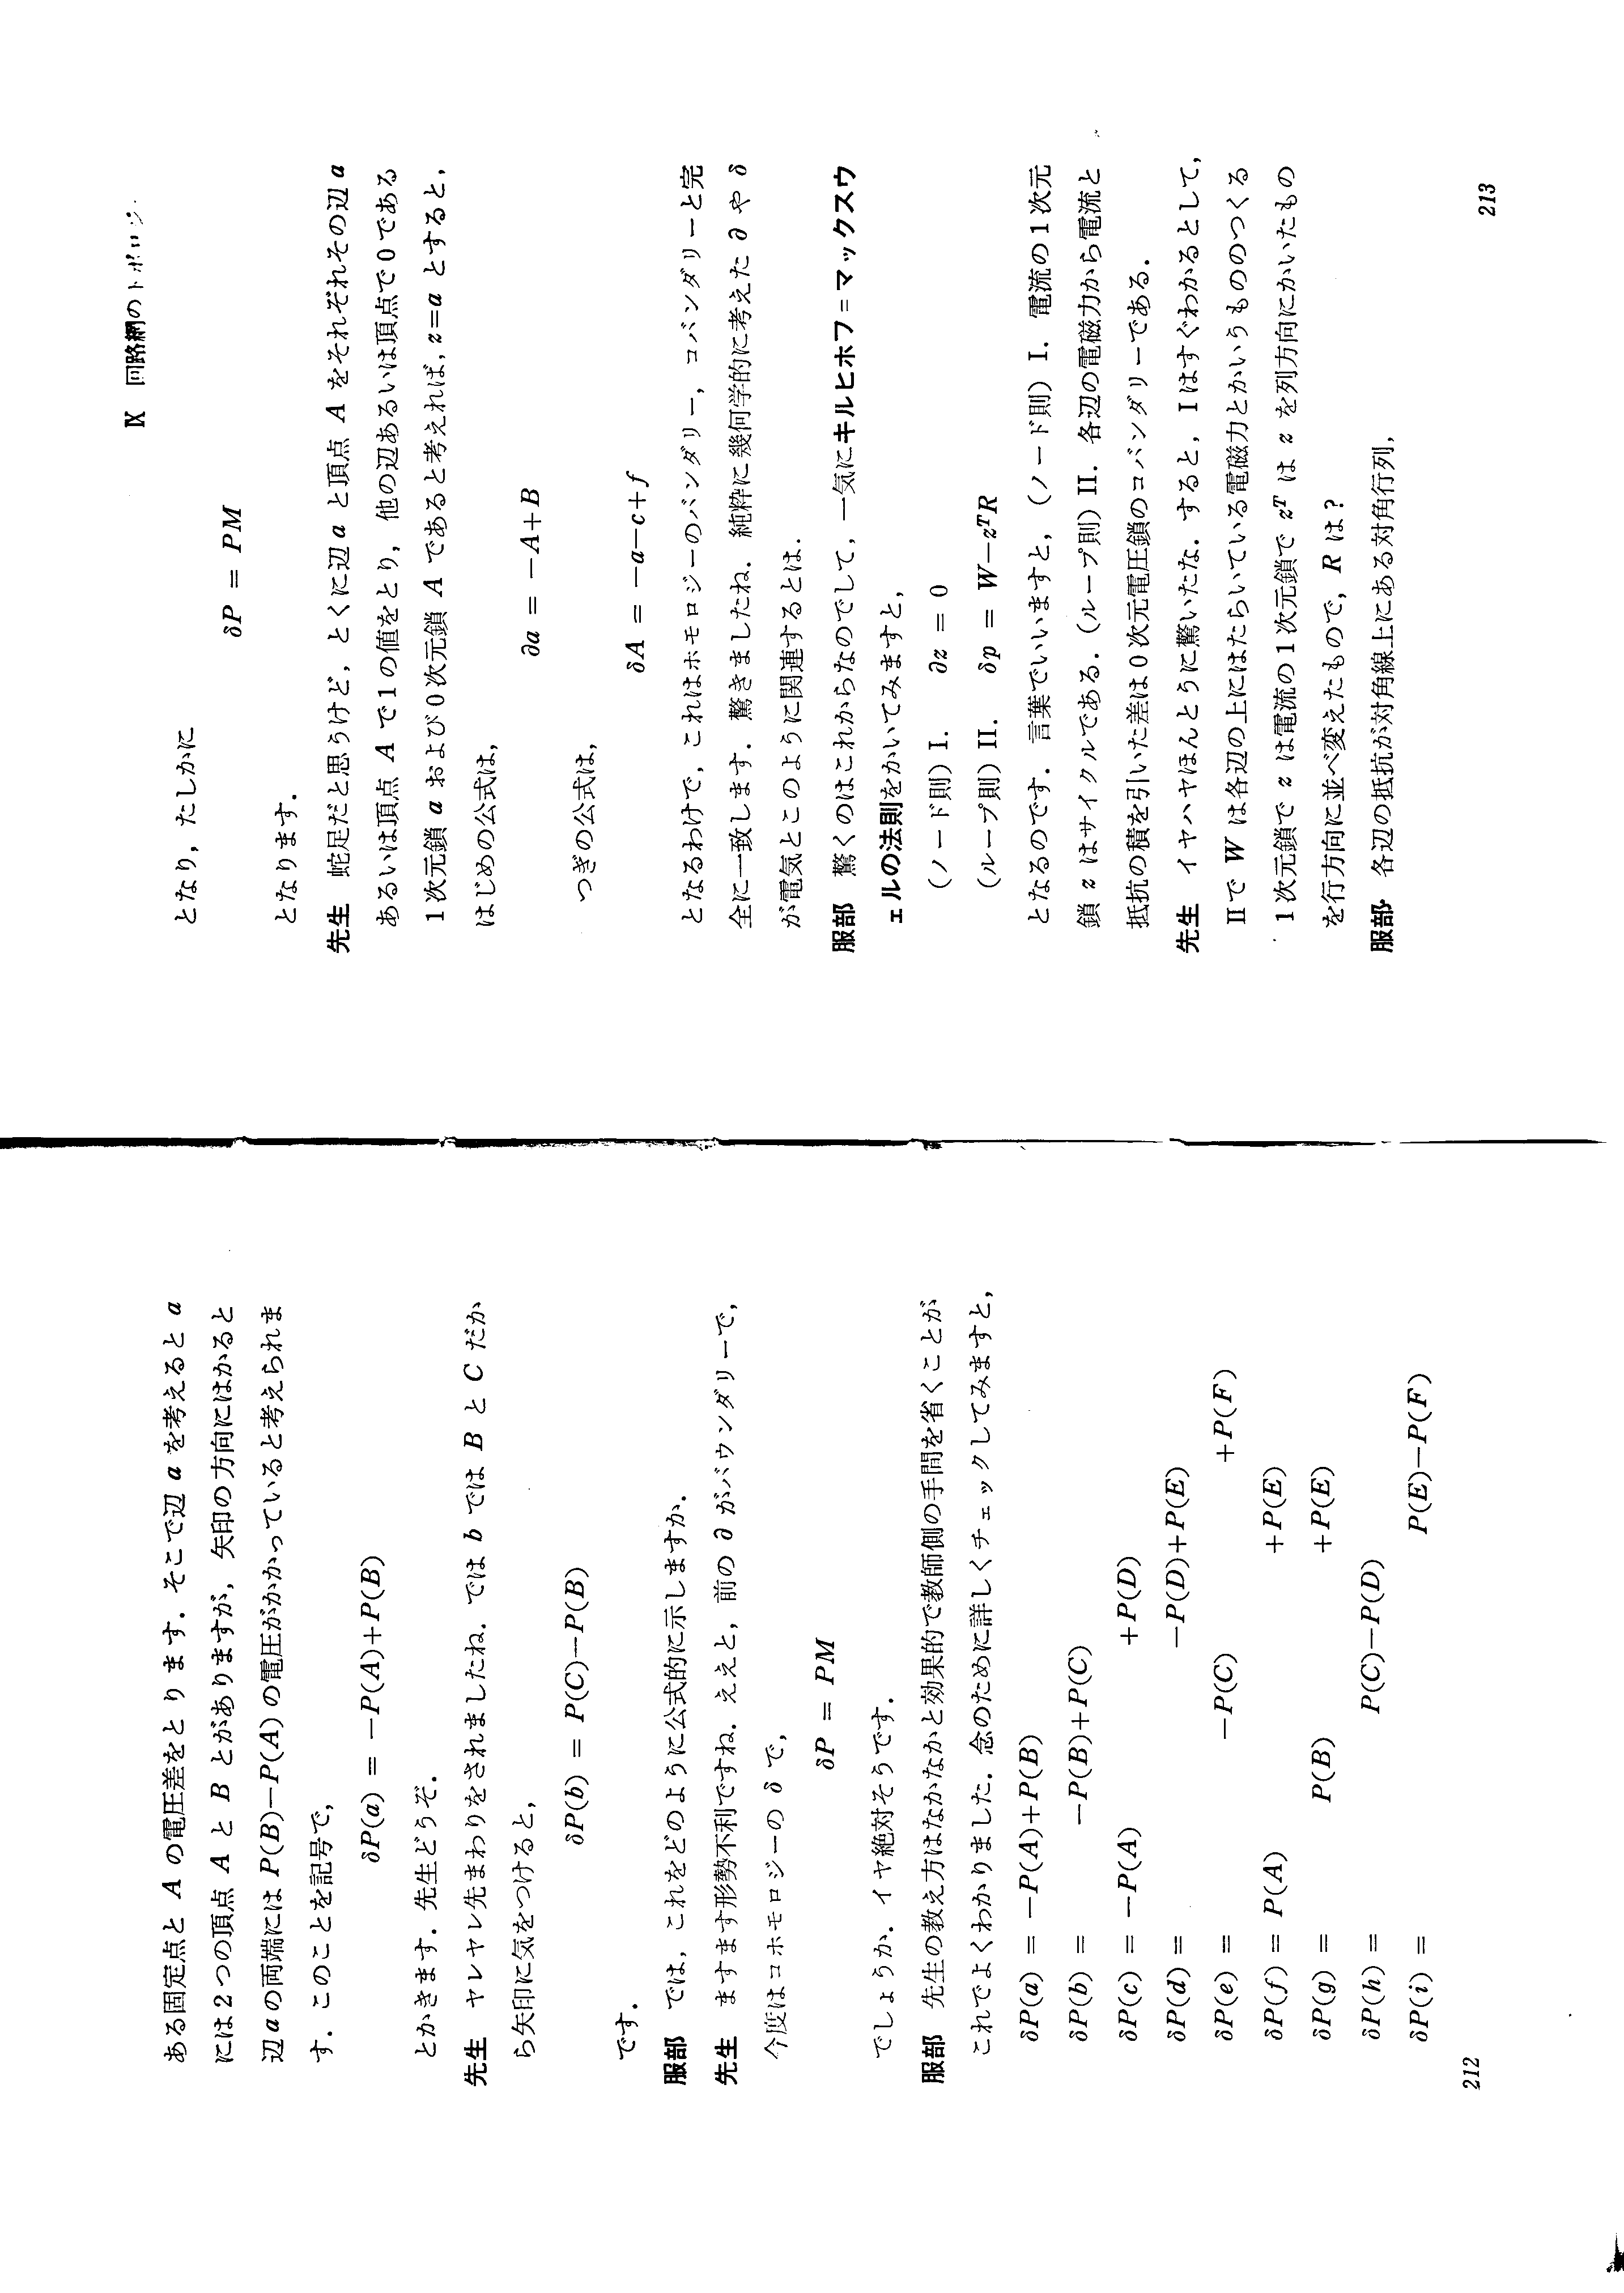 ある固定点と A の電圧差をとります．そこで辺 a を考えると a
には2つの頂点 A と B とがありますが，矢印の方向にはかると
辺 a の両端には P(B)−P(A) の電圧がかかっていると考えられま
す．このことを記号で，
δP(a) = −P(A)+P(B)
とかきます．先生どうぞ．
先生 ヤレヤレ先まわりをされましたね．では b では B と C だか
ら矢印に気をつけると，
δP(b) = P(C)−P(B)
です．
服部 では，これをどのように公式的に示しますか．
先生 ますます形勢不利ですね．ええと，前の ∂ がバウンダリーで，
今度はコホモロジーの δ で，
δP = PM
でしょうか．イヤ絶対そうです．
服部 先生の教え方はなかなかと効果的で教師側の手間を省くことが
これでよくわかりました．念のために詳しくチェックしてみますと，
δP(a) = −P(A)+P(B)
δP(b) = −P(B)+P(C)
δP(c) = −P(A) +P(D)
δP(d) = −P(D)+P(E)
δP(e) = −P(C) +P(F)
δP(f) = P(A) +P(E)
δP(g) = P(B) +P(E)
δP(h) = P(C)−P(D)
δP(i) = P(E)−P(F)
212
Ⅸ 回路網のトポロジ
となり，たしかに
δP = PM
となります．
先生 蛇足だと思うけど，とくに辺 a と頂点 A をそれぞれその辺 a
あるいは頂点 A で1の値をとり，他の辺あるいは頂点で0である
1次元鎖 a および0次元鎖 A であると考えれば，z=a とすると，
はじめの公式は，
∂a = −A+B
つぎの公式は，
δA = −a−c+f
となるわけで，これはホモロジーのバンダリー，コバンダリーと完
全に一致します．驚きましたね．純粋に幾何学的に考えた ∂ や δ
が電気とこのように関連するとは．
服部 驚くのはこれからなのでして，一気にキルヒホフ＝マックスウ
ェルの法則をかいてみますと，
（ノード則）I． ∂z = 0
（ループ則）II． δp = W−zᵀR
となるのです．言葉でいいますと，（ノード則）I．電流の1次元
鎖 z はサイクルである．（ループ則）II．各辺の電磁力から電流と
抵抗の積を引いた差は0次元電圧鎖のコバンダリーである．
先生 イヤハヤほんとうに驚いたな．すると，I はすぐわかるとして，
II で W は各辺の上にはたらいている電磁力とかいうもののつくる
1次元鎖で z は電流の1次元鎖で zᵀ は z を列方向にかいたもの
を行方向に並べ変えたもので，R は？
服部 各辺の抵抗が対角線上にある対角行列，
213